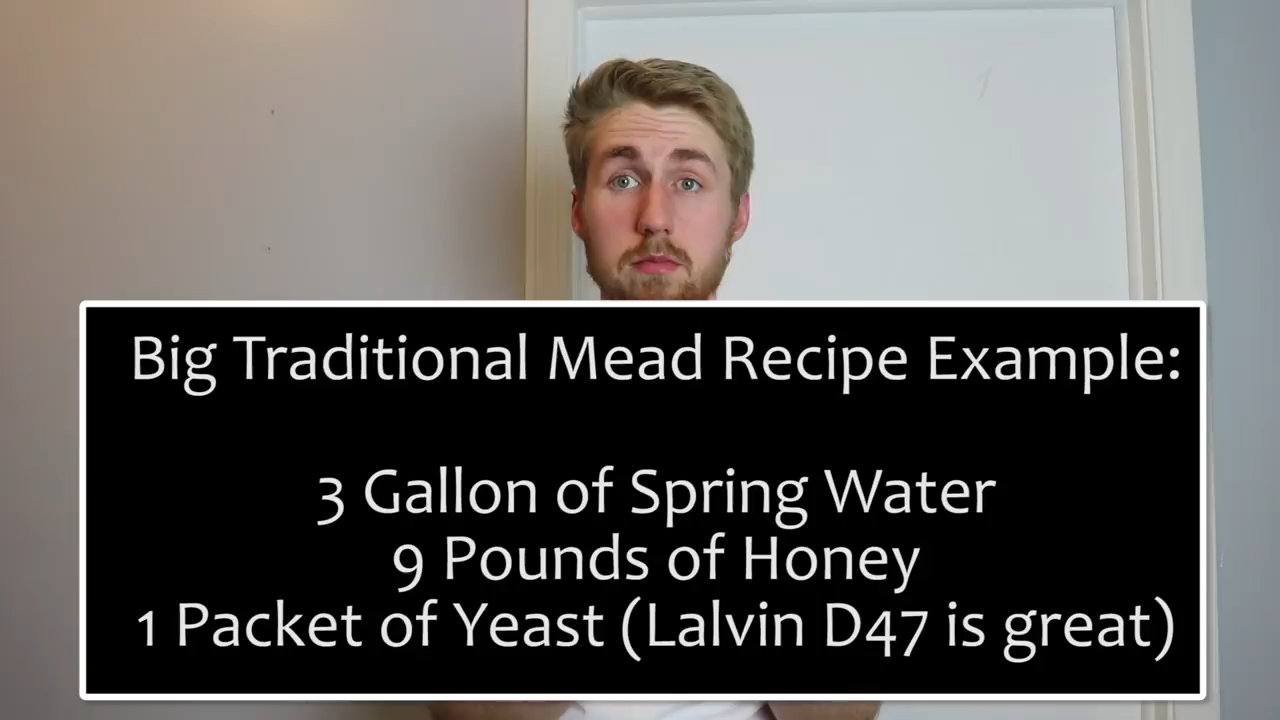 Big Traditional Mead Recipe Example:
3 Gallon of Spring Water
9 Pounds of Honey
1 Packet of Yeast (Lalvin D47 is great)